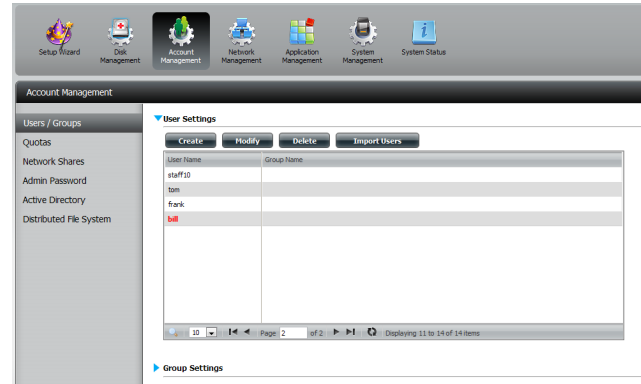 Setup Wizard
Disk Management
Account Management
Network Management
Application Management
System Management
System Status
Account Management
Users / Groups
Quotas
Network Shares
Admin Password
Active Directory
Distributed File System
User Settings
Create Modify Delete Import Users
User Name Group Name
staff10
tom
frank
bill
10 Page 2 of 2 Displaying 11 to 14 of 14 items
Group Settings